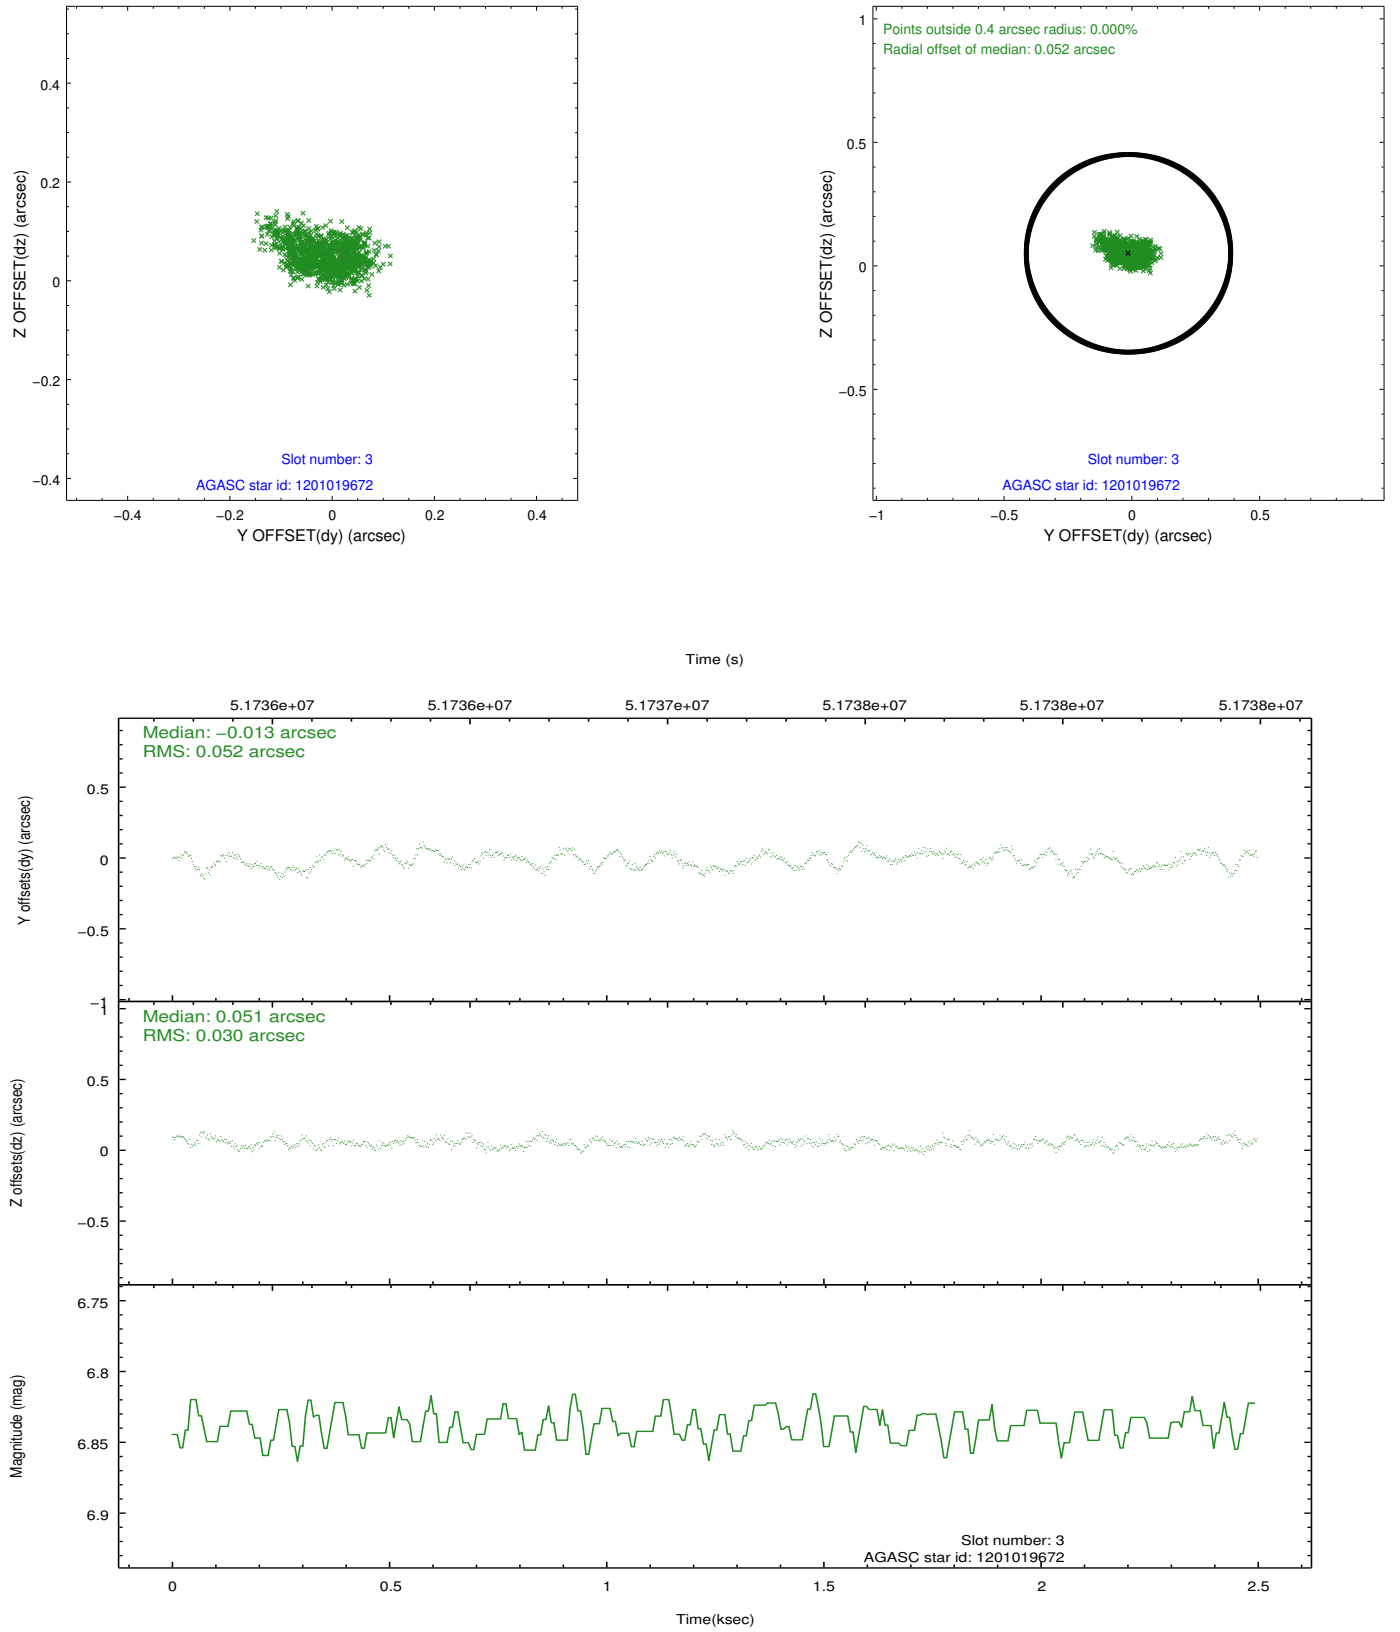 0.4
0.2
0
−0.2
−0.4
Z OFFSET(dz) (arcsec)
Slot number: 3
AGASC star id: 1201019672
−0.4 −0.2 0 0.2 0.4
Y OFFSET(dy) (arcsec)
Points outside 0.4 arcsec radius: 0.000%
Radial offset of median: 0.052 arcsec
1
0.5
0
−0.5
Z OFFSET(dz) (arcsec)
Slot number: 3
AGASC star id: 1201019672
−1 −0.5 0 0.5
Y OFFSET(dy) (arcsec)
Time (s)
5.1736e+07 5.1736e+07 5.1737e+07 5.1738e+07 5.1738e+07 5.1738e+07
Median: −0.013 arcsec
RMS: 0.052 arcsec
0.5
0
−0.5
−1
Y offsets(dy) (arcsec)
Median: 0.051 arcsec
RMS: 0.030 arcsec
1
0.5
0
−0.5
Z offsets(dz) (arcsec)
6.75
6.8
6.85
6.9
Magnitude (mag)
Slot number: 3
AGASC star id: 1201019672
0 0.5 1 1.5 2 2.5
Time(ksec)